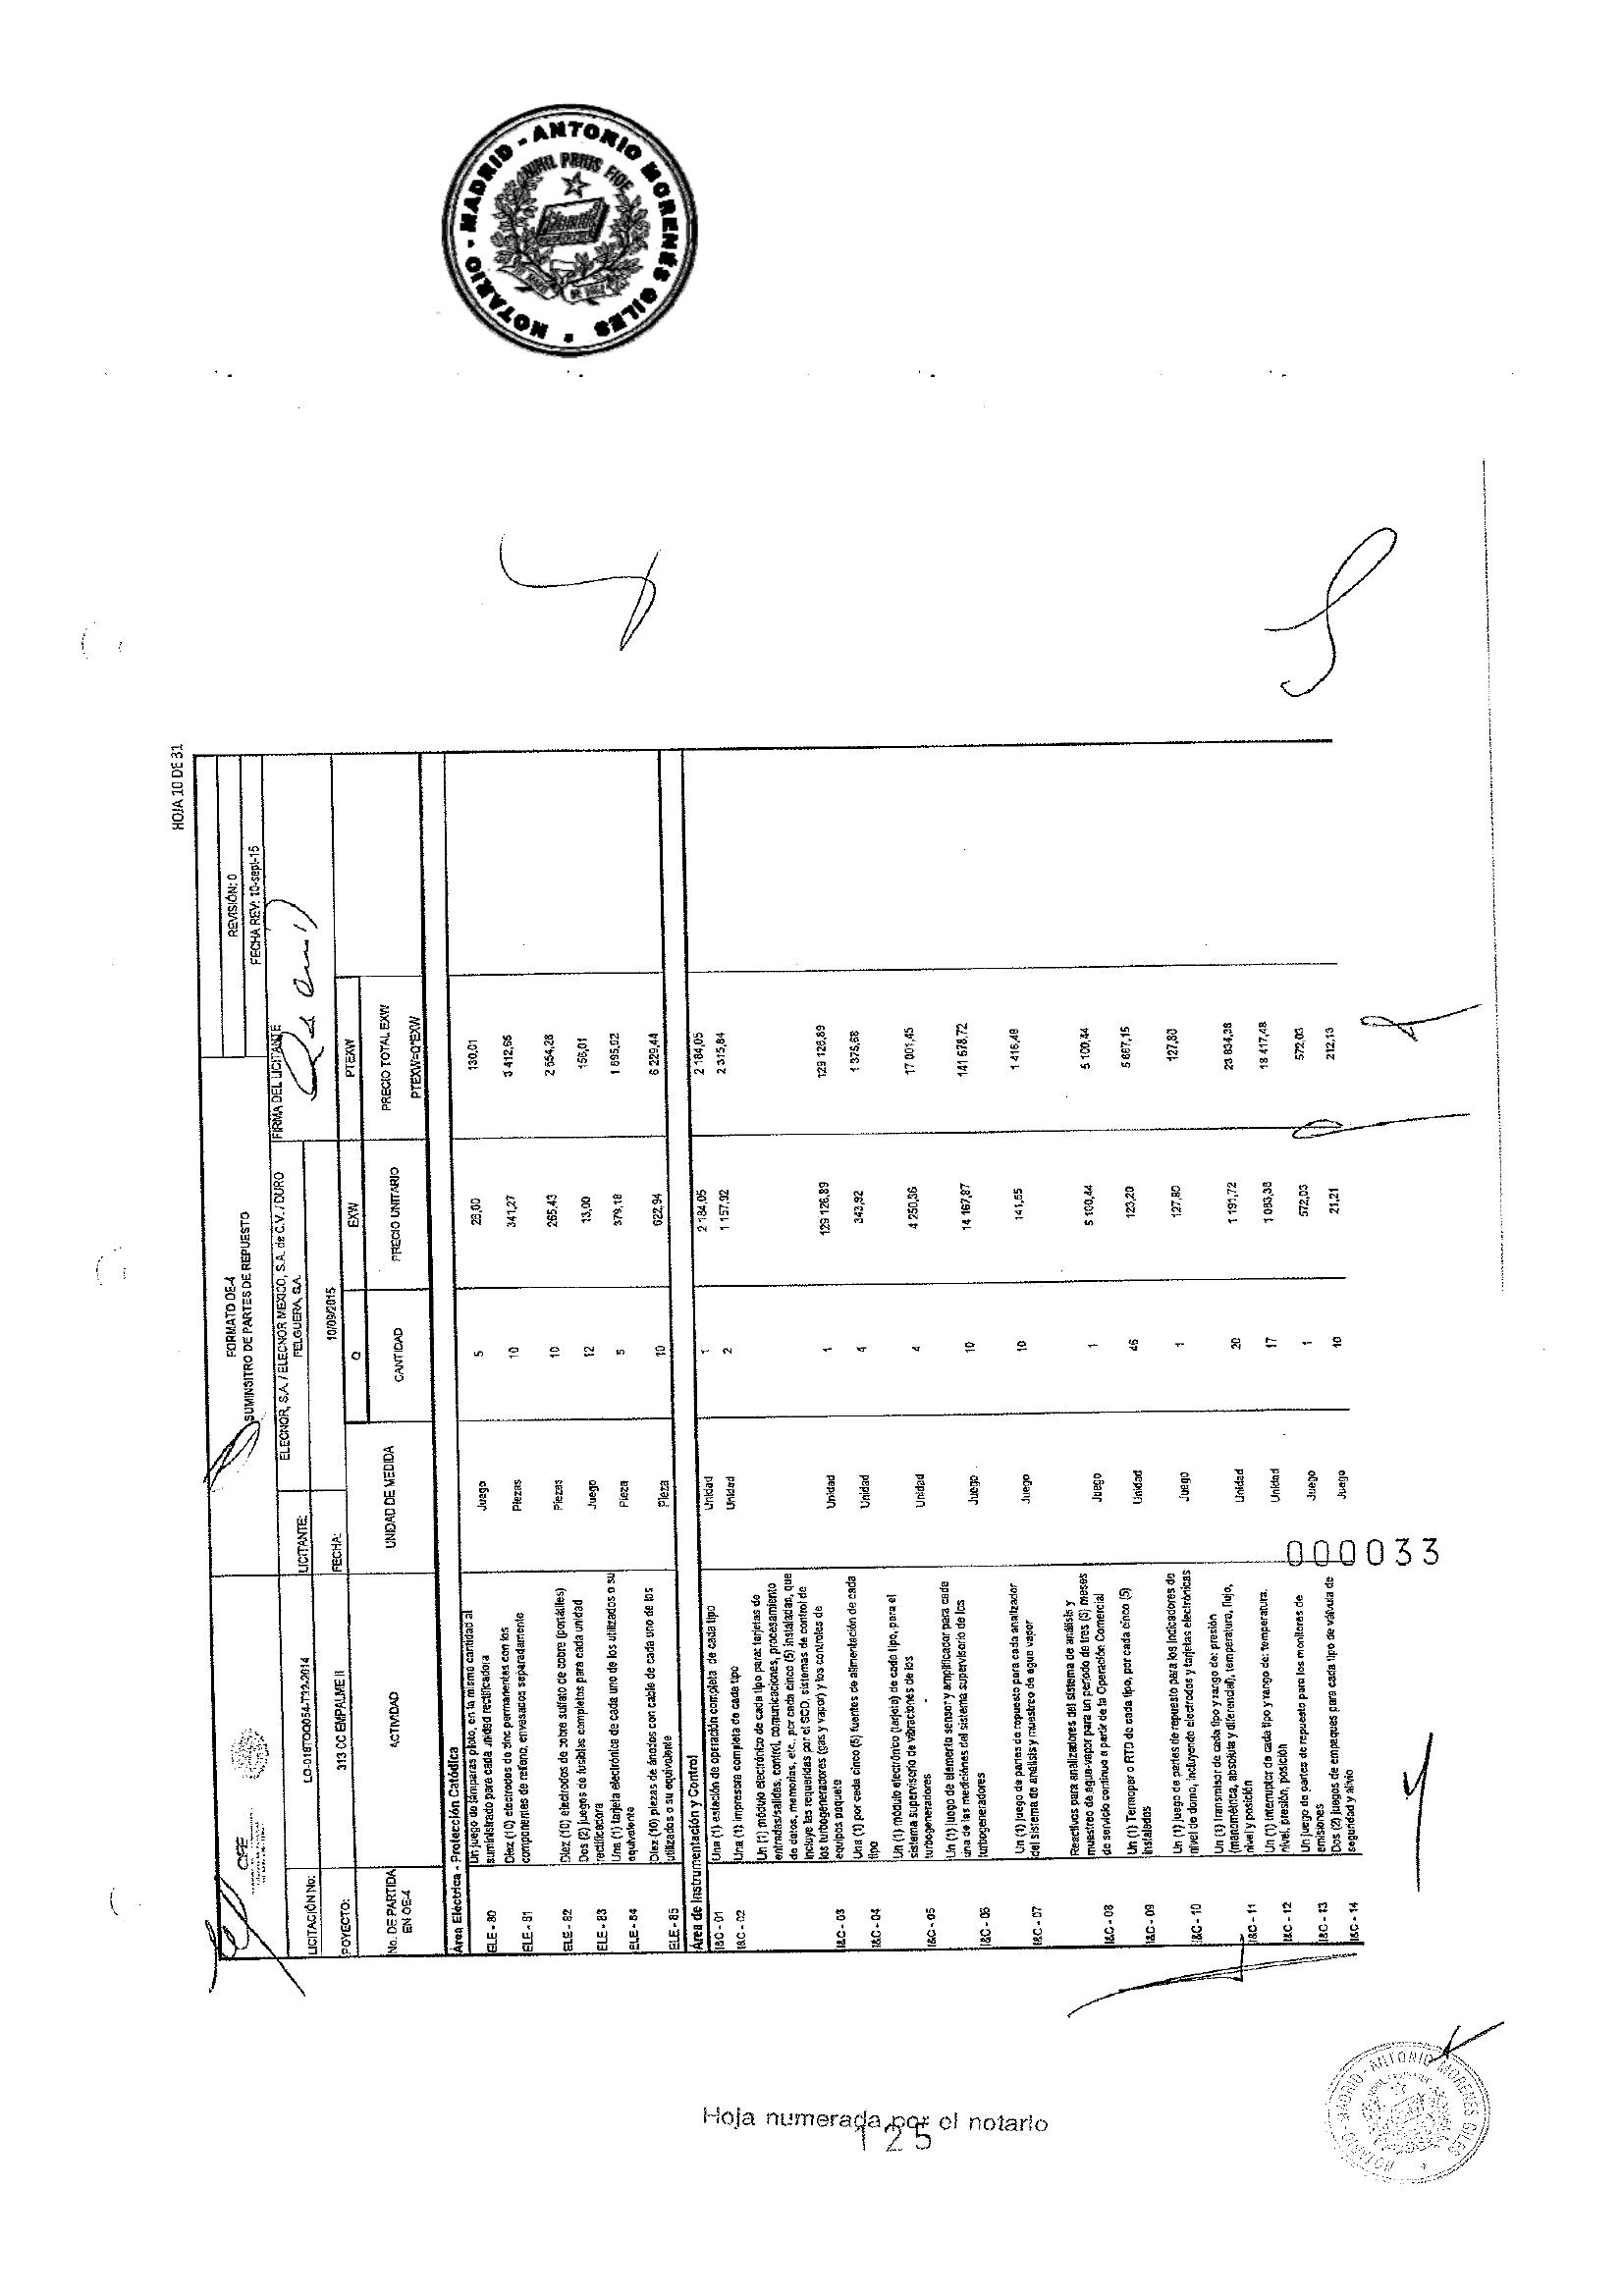 NOTARIO - MADRID - ANTONIO MORENÉS GILES
NIHIL PRIUS FIDE
HOJA 10 DE 31
CFE
FORMATO OE-4
SUMINSITRO DE PARTES DE REPUESTO
REVISIÓN: 0
FECHA REV: 10-sept-15
LICITACIÓN No: LO-018TOQ054-T12-2014
LICITANTE: ELECNOR, S.A. / ELECNOR MEXICO, S.A. de C.V. / DURO
FELGUERA, S.A.
FIRMA DEL LICITANTE
POYECTO: 313 CC EMPALME II
FECHA: 10/09/2015
Q EXW PTEXW
No. DE PARTIDA
EN OE-4
ACTIVIDAD
UNIDAD DE MEDIDA
CANTIDAD
PRECIO UNITARIO
PRECIO TOTAL EXW
PTEXW=Q*EXW
Área Electrica - Protección Catódica
ELE - 80 Un juego de lámparas piloto, en la misma cantidad al Juego 5 26,00 130,01
suministrado para cada unidad rectificadora
ELE - 81 Diez (10) electrodos de zinc permanentes con los Piezas 10 341,27 3 412,66
componentes de relleno, envasados separadamente
ELE - 82 Diez (10) electrodos de cobre sulfato de cobre (portátiles) Piezas 10 265,43 2 654,28
ELE - 83 Dos (2) juegos de fusibles completos para cada unidad Juego 12 13,00 156,01
rectificadora
ELE - 84 Una (1) tarjeta electrónica de cada uno de los utilizados o su Pieza 5 379,18 1 895,92
equivalente
ELE - 85 Diez (10) piezas de ánodos con cable de cada uno de los Pieza 10 622,94 6 229,44
utilizados o su equivalente
Área de Instrumentación y Control
I&C - 01 Una (1) estación de operación completa de cada tipo Unidad 1 2 184,05 2 184,05
I&C - 02 Una (1) impresora completa de cada tipo Unidad 2 1 157,92 2 315,84
I&C - 03 Un (1) módulo electrónico de cada tipo para: tarjetas de Unidad 1 129 126,89 129 126,89
entradas/salidas, control, comunicaciones, procesamiento
de datos, memorias, etc., por cada cinco (5) instaladas, que
incluye las requeridas por el SCD, sistemas de control de
los turbogeneradores (gas y vapor) y los controles de
equipos paquete
I&C - 04 Una (1) por cada cinco (5) fuentes de alimentación de cada Unidad 4 343,92 1 375,68
tipo
I&C - 05 Un (1) módulo electrónico (tarjeta) de cada tipo, para el Unidad 4 4 250,36 17 001,45
sistema supervisorio de vibraciones de los
turbogeneradores
I&C - 06 Un (1) juego de elemento sensor y amplificador para cada Juego 10 14 167,87 141 678,72
una de las mediciones del sistema supervisorio de los
turbogeneradores
I&C - 07 Un (1) juego de partes de repuesto para cada analizador Juego 10 141,65 1 416,48
del sistema de análisis y muestreo de agua vapor
I&C - 08 Reactivos para analizadores del sistema de análisis y Juego 1 5 100,44 5 100,44
muestreo de agua-vapor para un periodo de tres (3) meses
de servicio continuo a partir de la Operación Comercial
I&C - 09 Un (1) Termopar o RTD de cada tipo, por cada cinco (5) Unidad 46 123,20 5 667,15
instalados
I&C - 10 Un (1) juego de partes de repuesto para los indicadores de Juego 1 127,80 127,80
nivel de domo, incluyendo electrodos y tarjetas electrónicas
I&C - 11 Un (1) transmisor de cada tipo y rango de: presión Unidad 20 1 191,72 23 834,38
(manométrica, absoluta y diferencial), temperatura, flujo,
nivel y posición
I&C - 12 Un (1) interruptor de cada tipo y rango de: temperatura, Unidad 17 1 083,38 18 417,48
nivel, presión, posición
I&C - 13 Un juego de partes de repuesto para los monitores de Juego 1 572,03 572,03
emisiones
I&C - 14 Dos (2) juegos de empaques para cada tipo de válvula de Juego 10 21,21 212,13
seguridad y alivio
000033
Hoja numerada por el notario
125
NOTARIO - MADRID - ANTONIO MORENES GILES